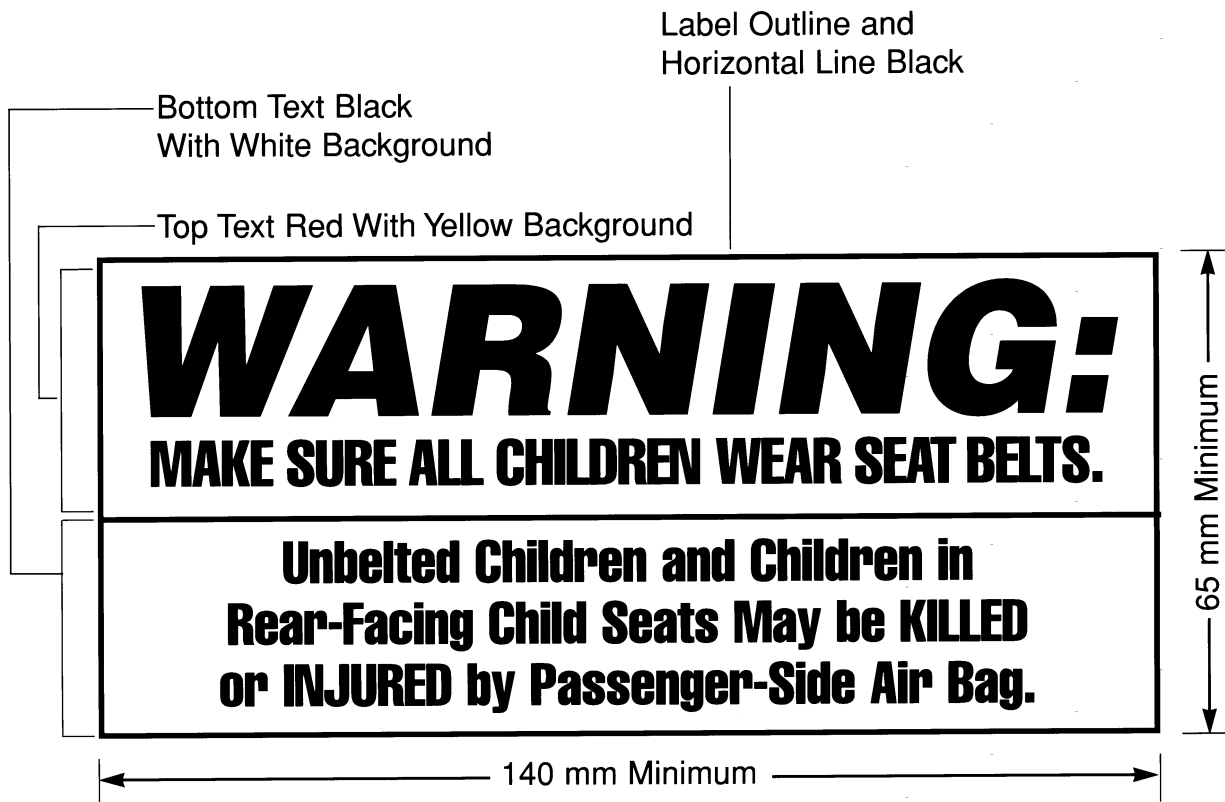 Label Outline and
Horizontal Line Black
Bottom Text Black
With White Background
Top Text Red With Yellow Background
WARNING:
MAKE SURE ALL CHILDREN WEAR SEAT BELTS.
Unbelted Children and Children in
Rear-Facing Child Seats May be KILLED
or INJURED by Passenger-Side Air Bag.
65 mm Minimum
140 mm Minimum